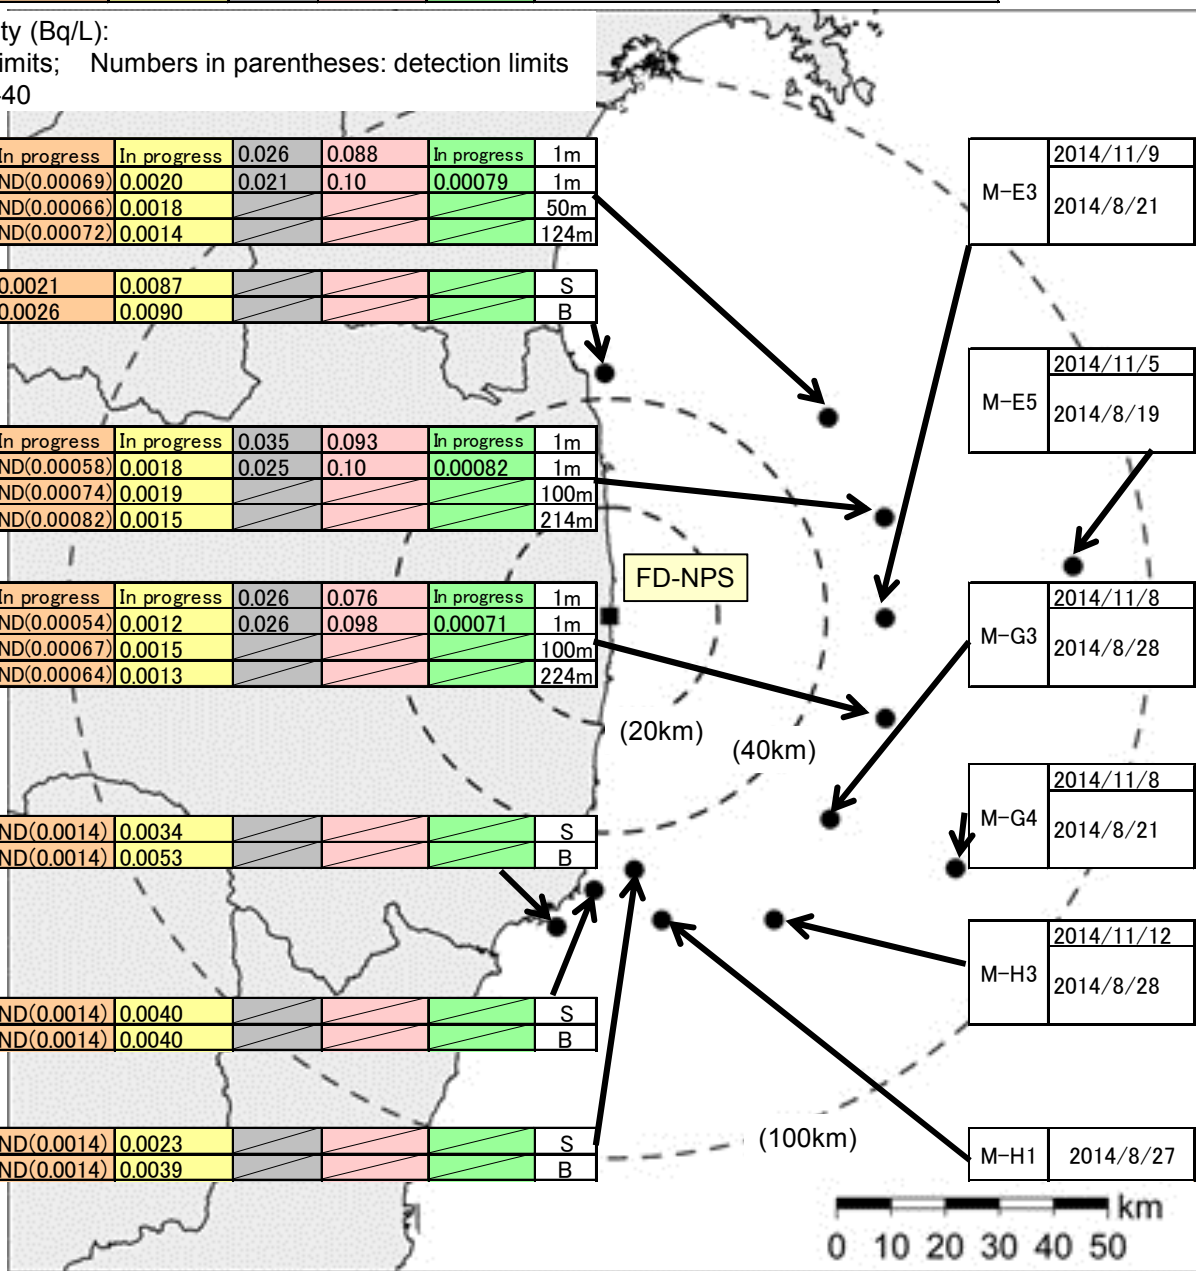 ty (Bq/L):
imits; Numbers in parentheses: detection limits
40
In progress In progress 0.026 0.088 In progress 1m
ND(0.00069) 0.0020 0.021 0.10 0.00079 1m
ND(0.00066) 0.0018 50m
ND(0.00072) 0.0014 124m
M-E3 2014/11/9
2014/8/21
0.0021 0.0087 S
0.0026 0.0090 B
M-E5 2014/11/5
2014/8/19
In progress In progress 0.035 0.093 In progress 1m
ND(0.00058) 0.0018 0.025 0.10 0.00082 1m
ND(0.00074) 0.0019 100m
ND(0.00082) 0.0015 214m
FD-NPS
In progress In progress 0.026 0.076 In progress 1m
ND(0.00054) 0.0012 0.026 0.098 0.00071 1m
ND(0.00067) 0.0015 100m
ND(0.00064) 0.0013 224m
M-G3 2014/11/8
2014/8/28
(20km)
(40km)
M-G4 2014/11/8
2014/8/21
ND(0.0014) 0.0034 S
ND(0.0014) 0.0053 B
M-H3 2014/11/12
2014/8/28
ND(0.0014) 0.0040 S
ND(0.0014) 0.0040 B
(100km)
ND(0.0014) 0.0023 S
ND(0.0014) 0.0039 B
M-H1 2014/8/27
km
0 10 20 30 40 50